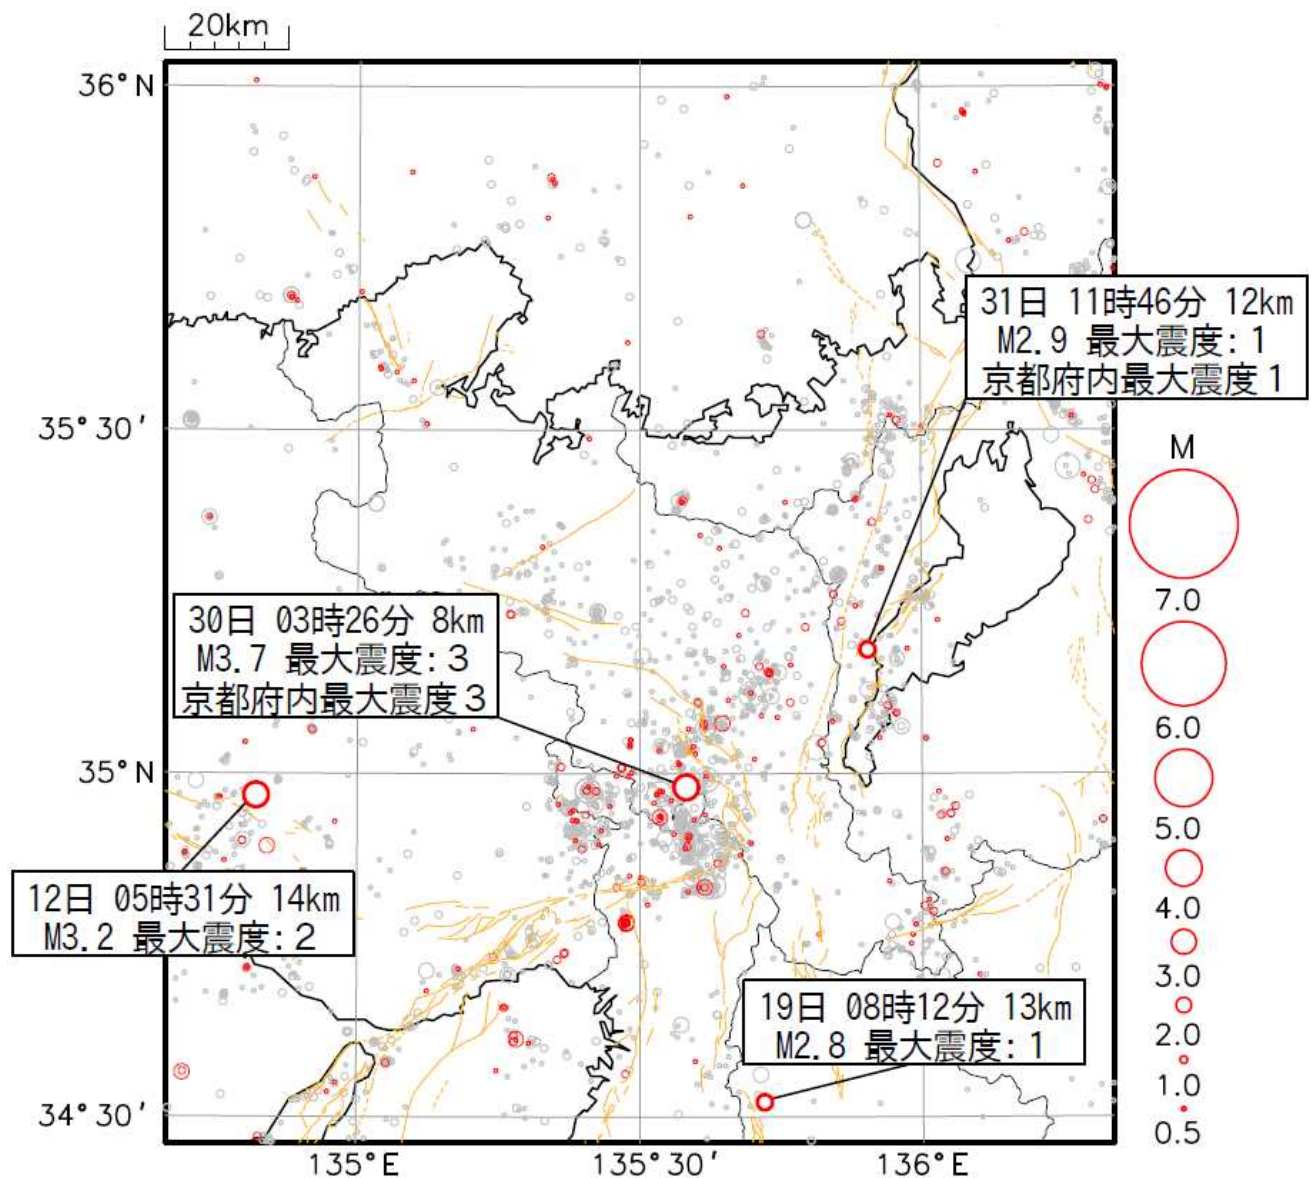 20km
36°N
31日 11時46分 12km
M2.9 最大震度:1
京都府内最大震度1
35°30′
M
7.0
30日 03時26分 8km
M3.7 最大震度:3
京都府内最大震度3
6.0
35°N
5.0
12日 05時31分 14km
M3.2 最大震度:2
4.0
3.0
19日 08時12分 13km
M2.8 最大震度:1
2.0
1.0
34°30′
0.5
135°E
135°30′
136°E